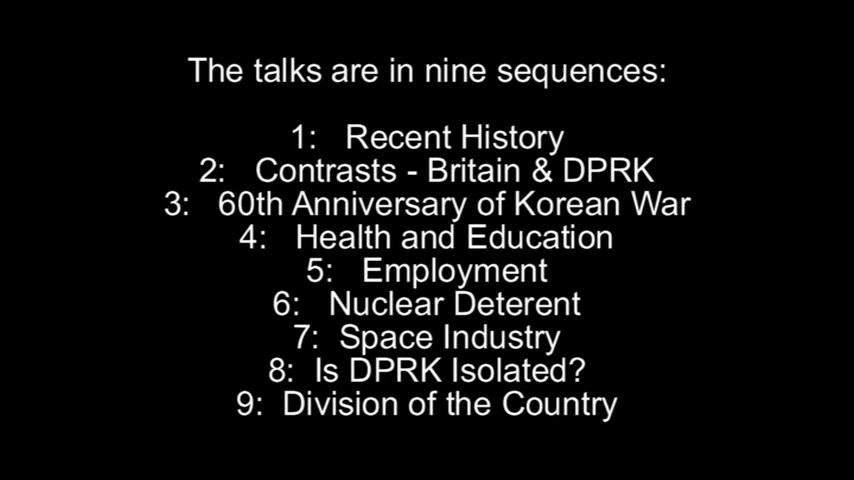 The talks are in nine sequences:
1: Recent History
2: Contrasts - Britain & DPRK
3: 60th Anniversary of Korean War
4: Health and Education
5: Employment
6: Nuclear Deterent
7: Space Industry
8: Is DPRK Isolated?
9: Division of the Country